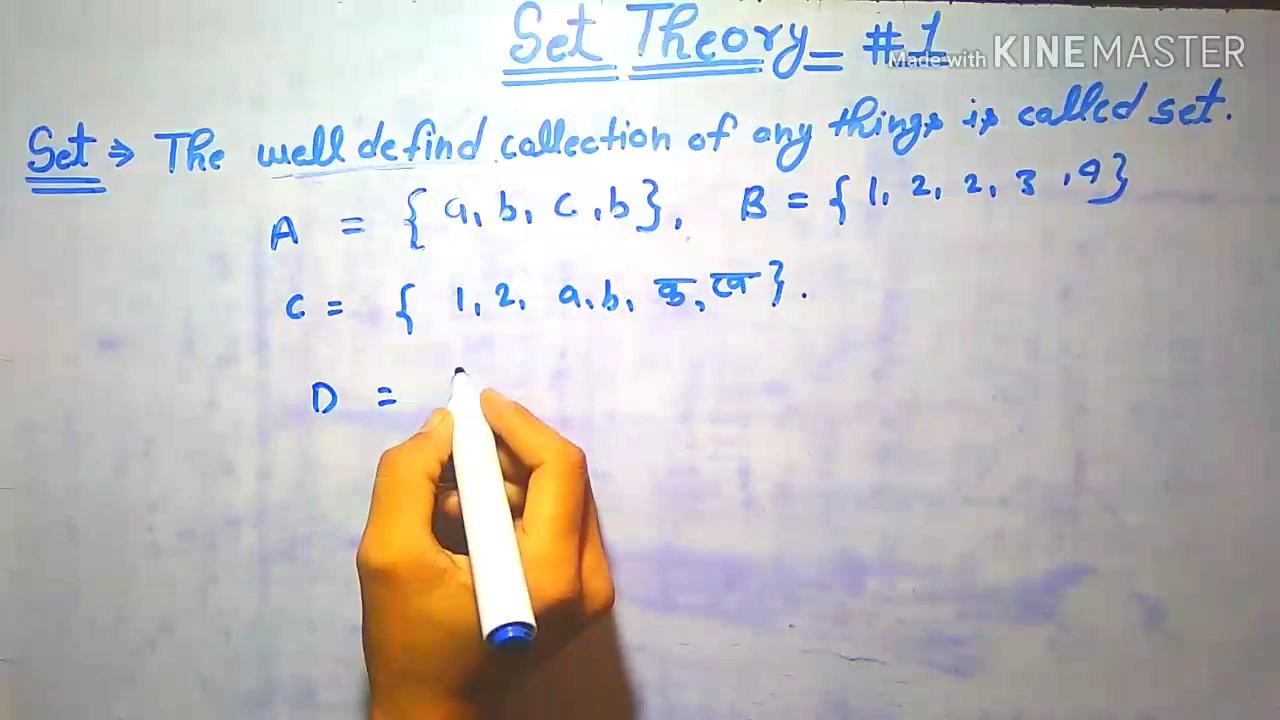 Set Theory #1
Made with KINEMASTER
Set ⇒ The well defind collection of any things is called set.
A = { a, b, c, b }, B = { 1, 2, 2, 3, 4 }
C = { 1, 2, a, b, क, ख }.
D =